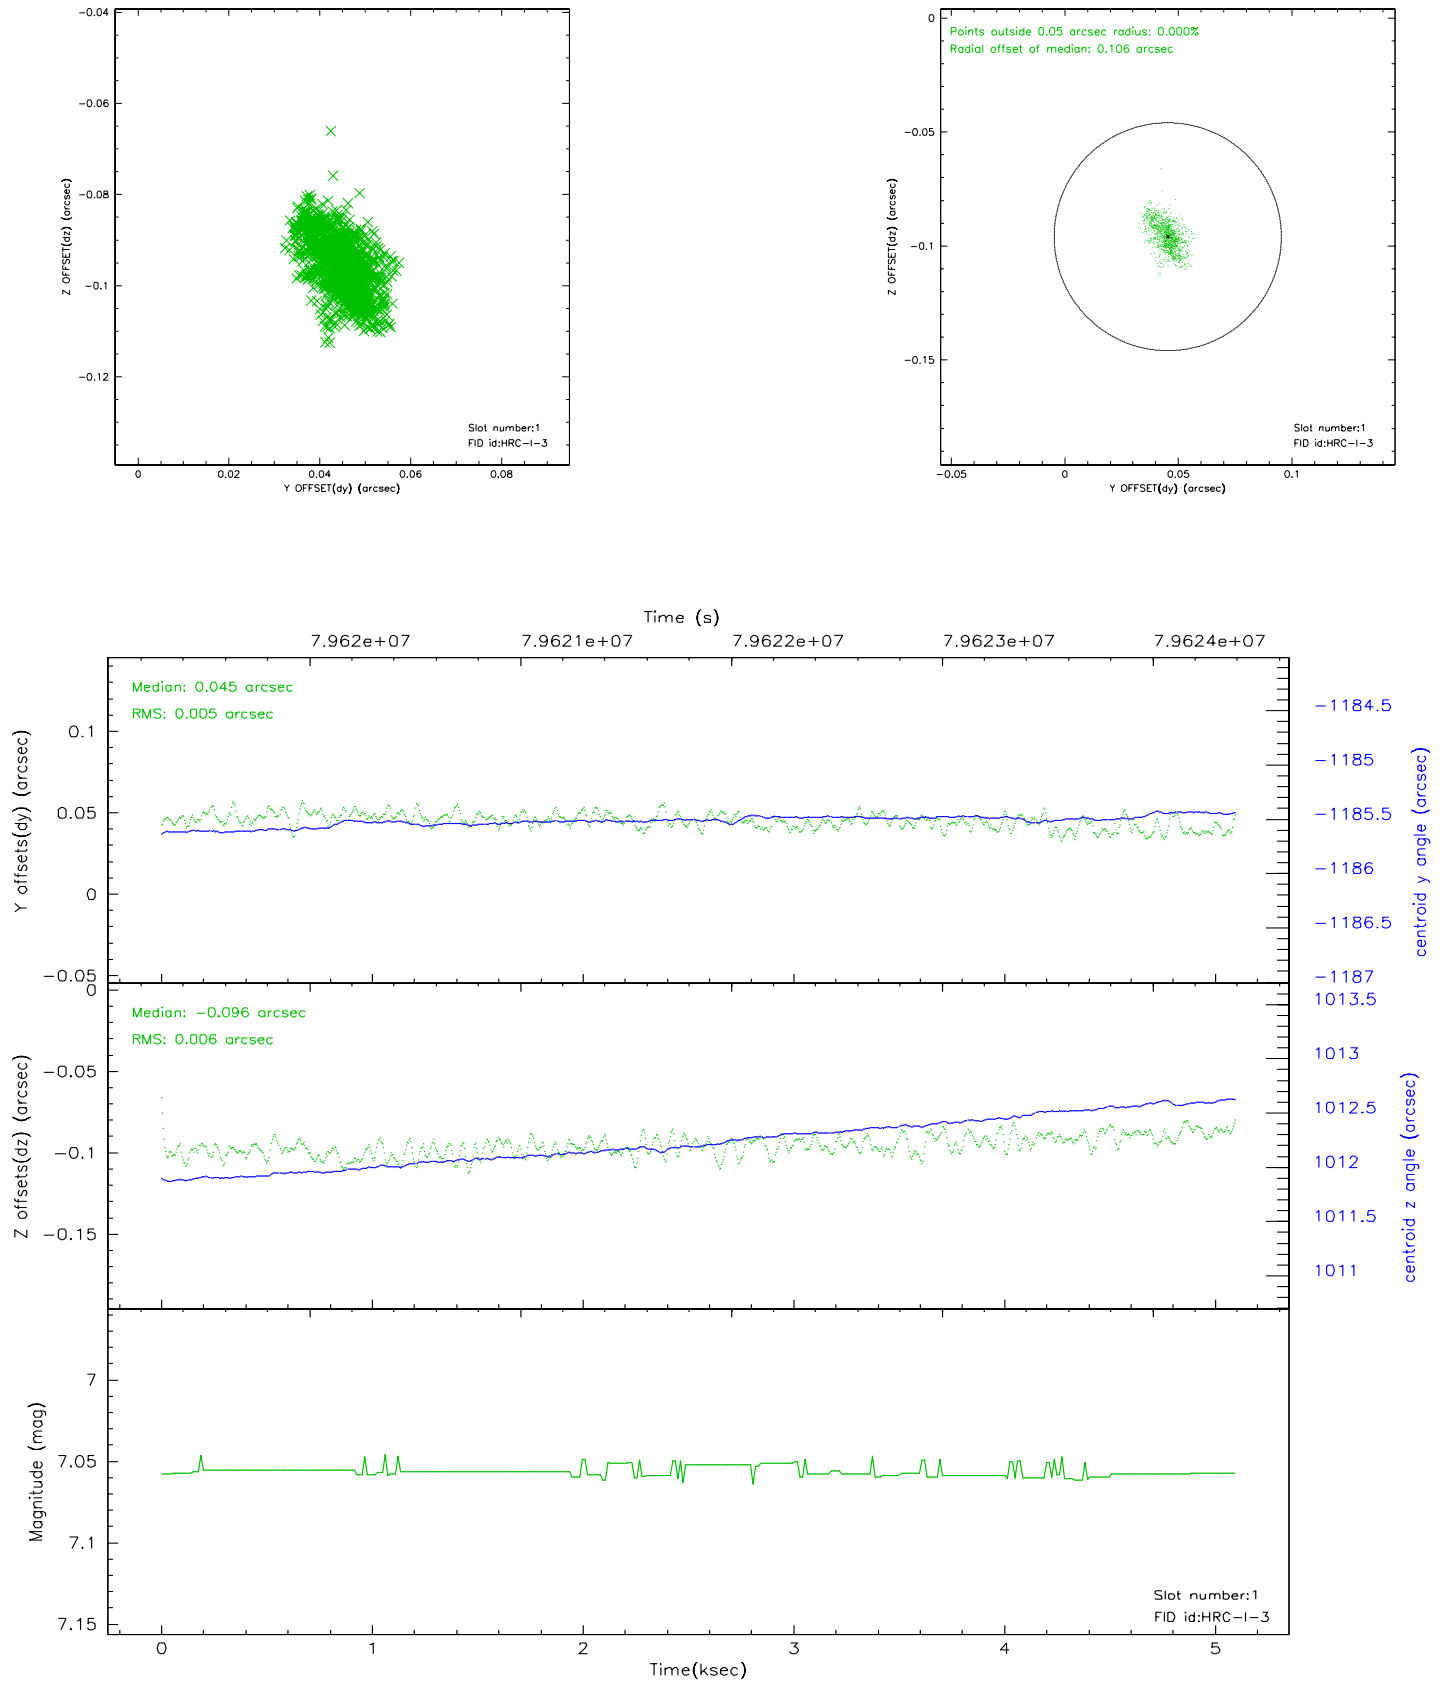 -0.04
-0.06
-0.08
-0.1
-0.12
Z OFFSET(dz) (arcsec)
Slot number:1
FID id:HRC-I-3
0 0.02 0.04 0.06 0.08
Y OFFSET(dy) (arcsec)
Points outside 0.05 arcsec radius: 0.000%
Radial offset of median: 0.106 arcsec
0
-0.05
-0.1
-0.15
Z OFFSET(dz) (arcsec)
Slot number:1
FID id:HRC-I-3
-0.05 0 0.05 0.1
Y OFFSET(dy) (arcsec)
Time (s)
7.962e+07 7.9621e+07 7.9622e+07 7.9623e+07 7.9624e+07
Median: 0.045 arcsec
RMS: 0.005 arcsec
0.1
0.05
0
-0.05
Y offsets(dy) (arcsec)
-1184.5
-1185
-1185.5
-1186
-1186.5
-1187
centroid y angle (arcsec)
Median: -0.096 arcsec
RMS: 0.006 arcsec
0
-0.05
-0.1
-0.15
Z offsets(dz) (arcsec)
1013.5
1013
1012.5
1012
1011.5
1011
centroid z angle (arcsec)
7
7.05
7.1
7.15
Magnitude (mag)
Slot number:1
FID id:HRC-I-3
0 1 2 3 4 5
Time(ksec)